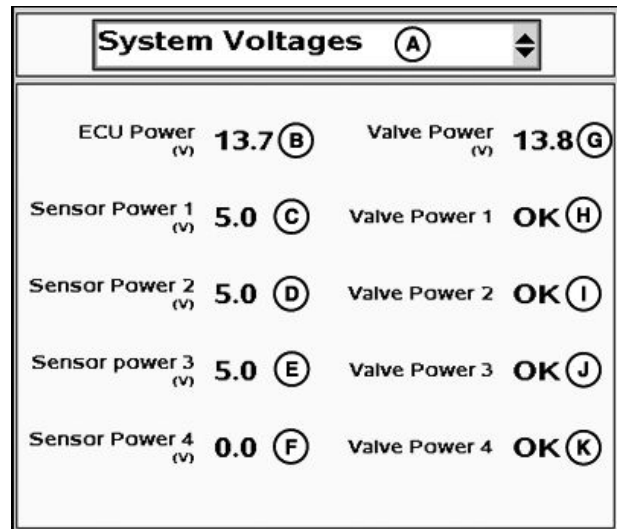 System Voltages A
ECU Power (V) 13.7 B Valve Power (V) 13.8 G
Sensor Power 1 (V) 5.0 C Valve Power 1 OK H
Sensor Power 2 (V) 5.0 D Valve Power 2 OK I
Sensor power 3 (V) 5.0 E Valve Power 3 OK J
Sensor Power 4 (V) 0.0 F Valve Power 4 OK K